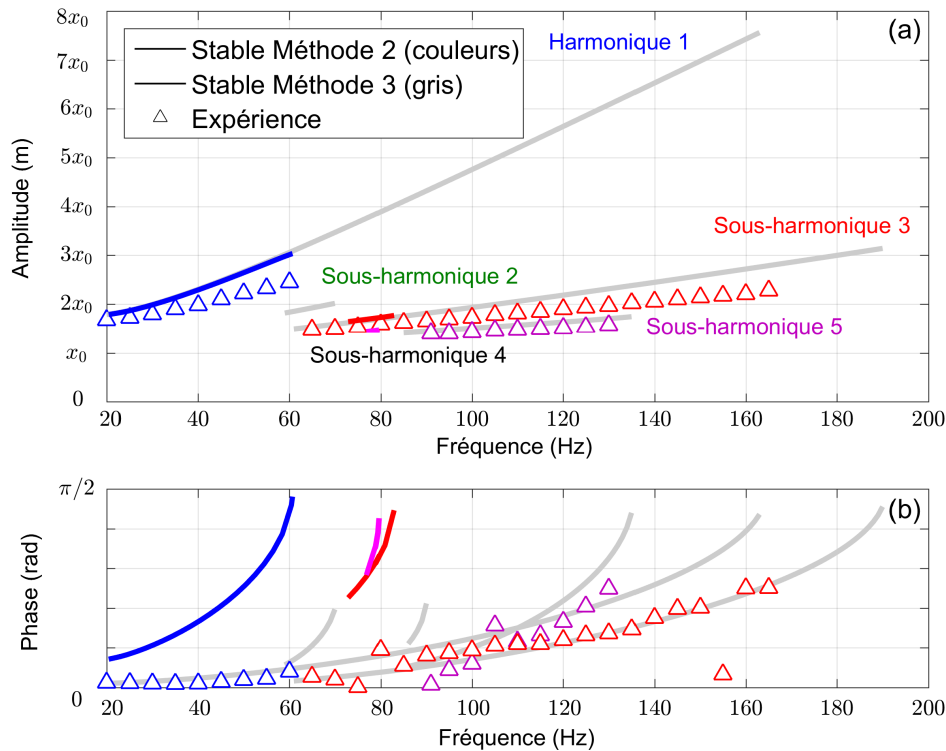 8x₀
(a)
Stable Méthode 2 (couleurs)
Harmonique 1
7x₀
Stable Méthode 3 (gris)
6x₀
Expérience
5x₀
Amplitude (m)
4x₀
Sous-harmonique 3
3x₀
Sous-harmonique 2
2x₀
Sous-harmonique 5
Sous-harmonique 4
x₀
0
20 40 60 80 100 120 140 160 180 200
Fréquence (Hz)
π/2
(b)
Phase (rad)
0
20 40 60 80 100 120 140 160 180 200
Fréquence (Hz)